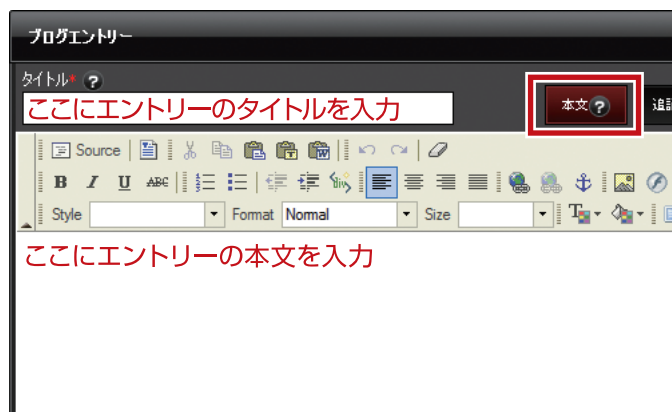 ブログエントリー
タイトル* ?
ここにエントリーのタイトルを入力
本文 ?
Source
B I U ABC
Style Format Normal Size
ここにエントリーの本文を入力